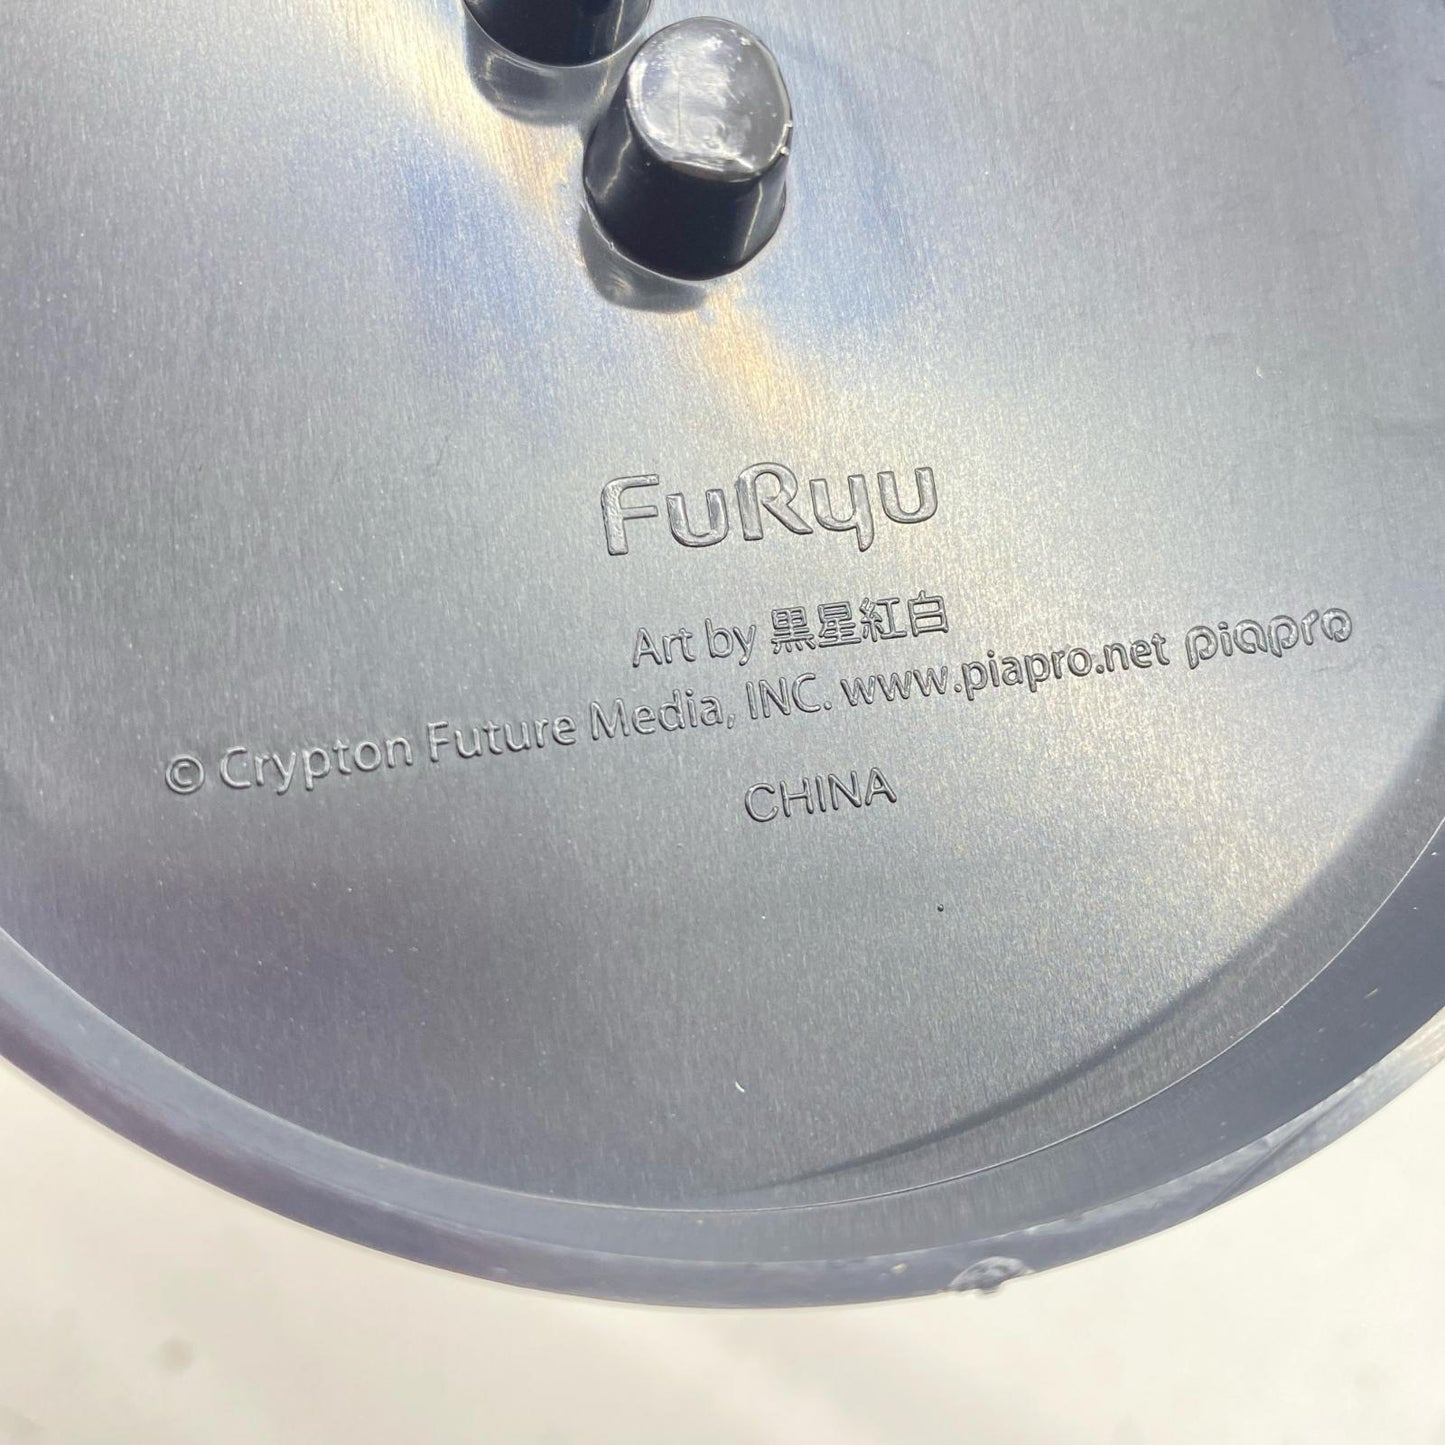 FuRyu
Art by 黒星紅白
© Crypton Future Media, INC. www.piapro.net piapro
CHINA